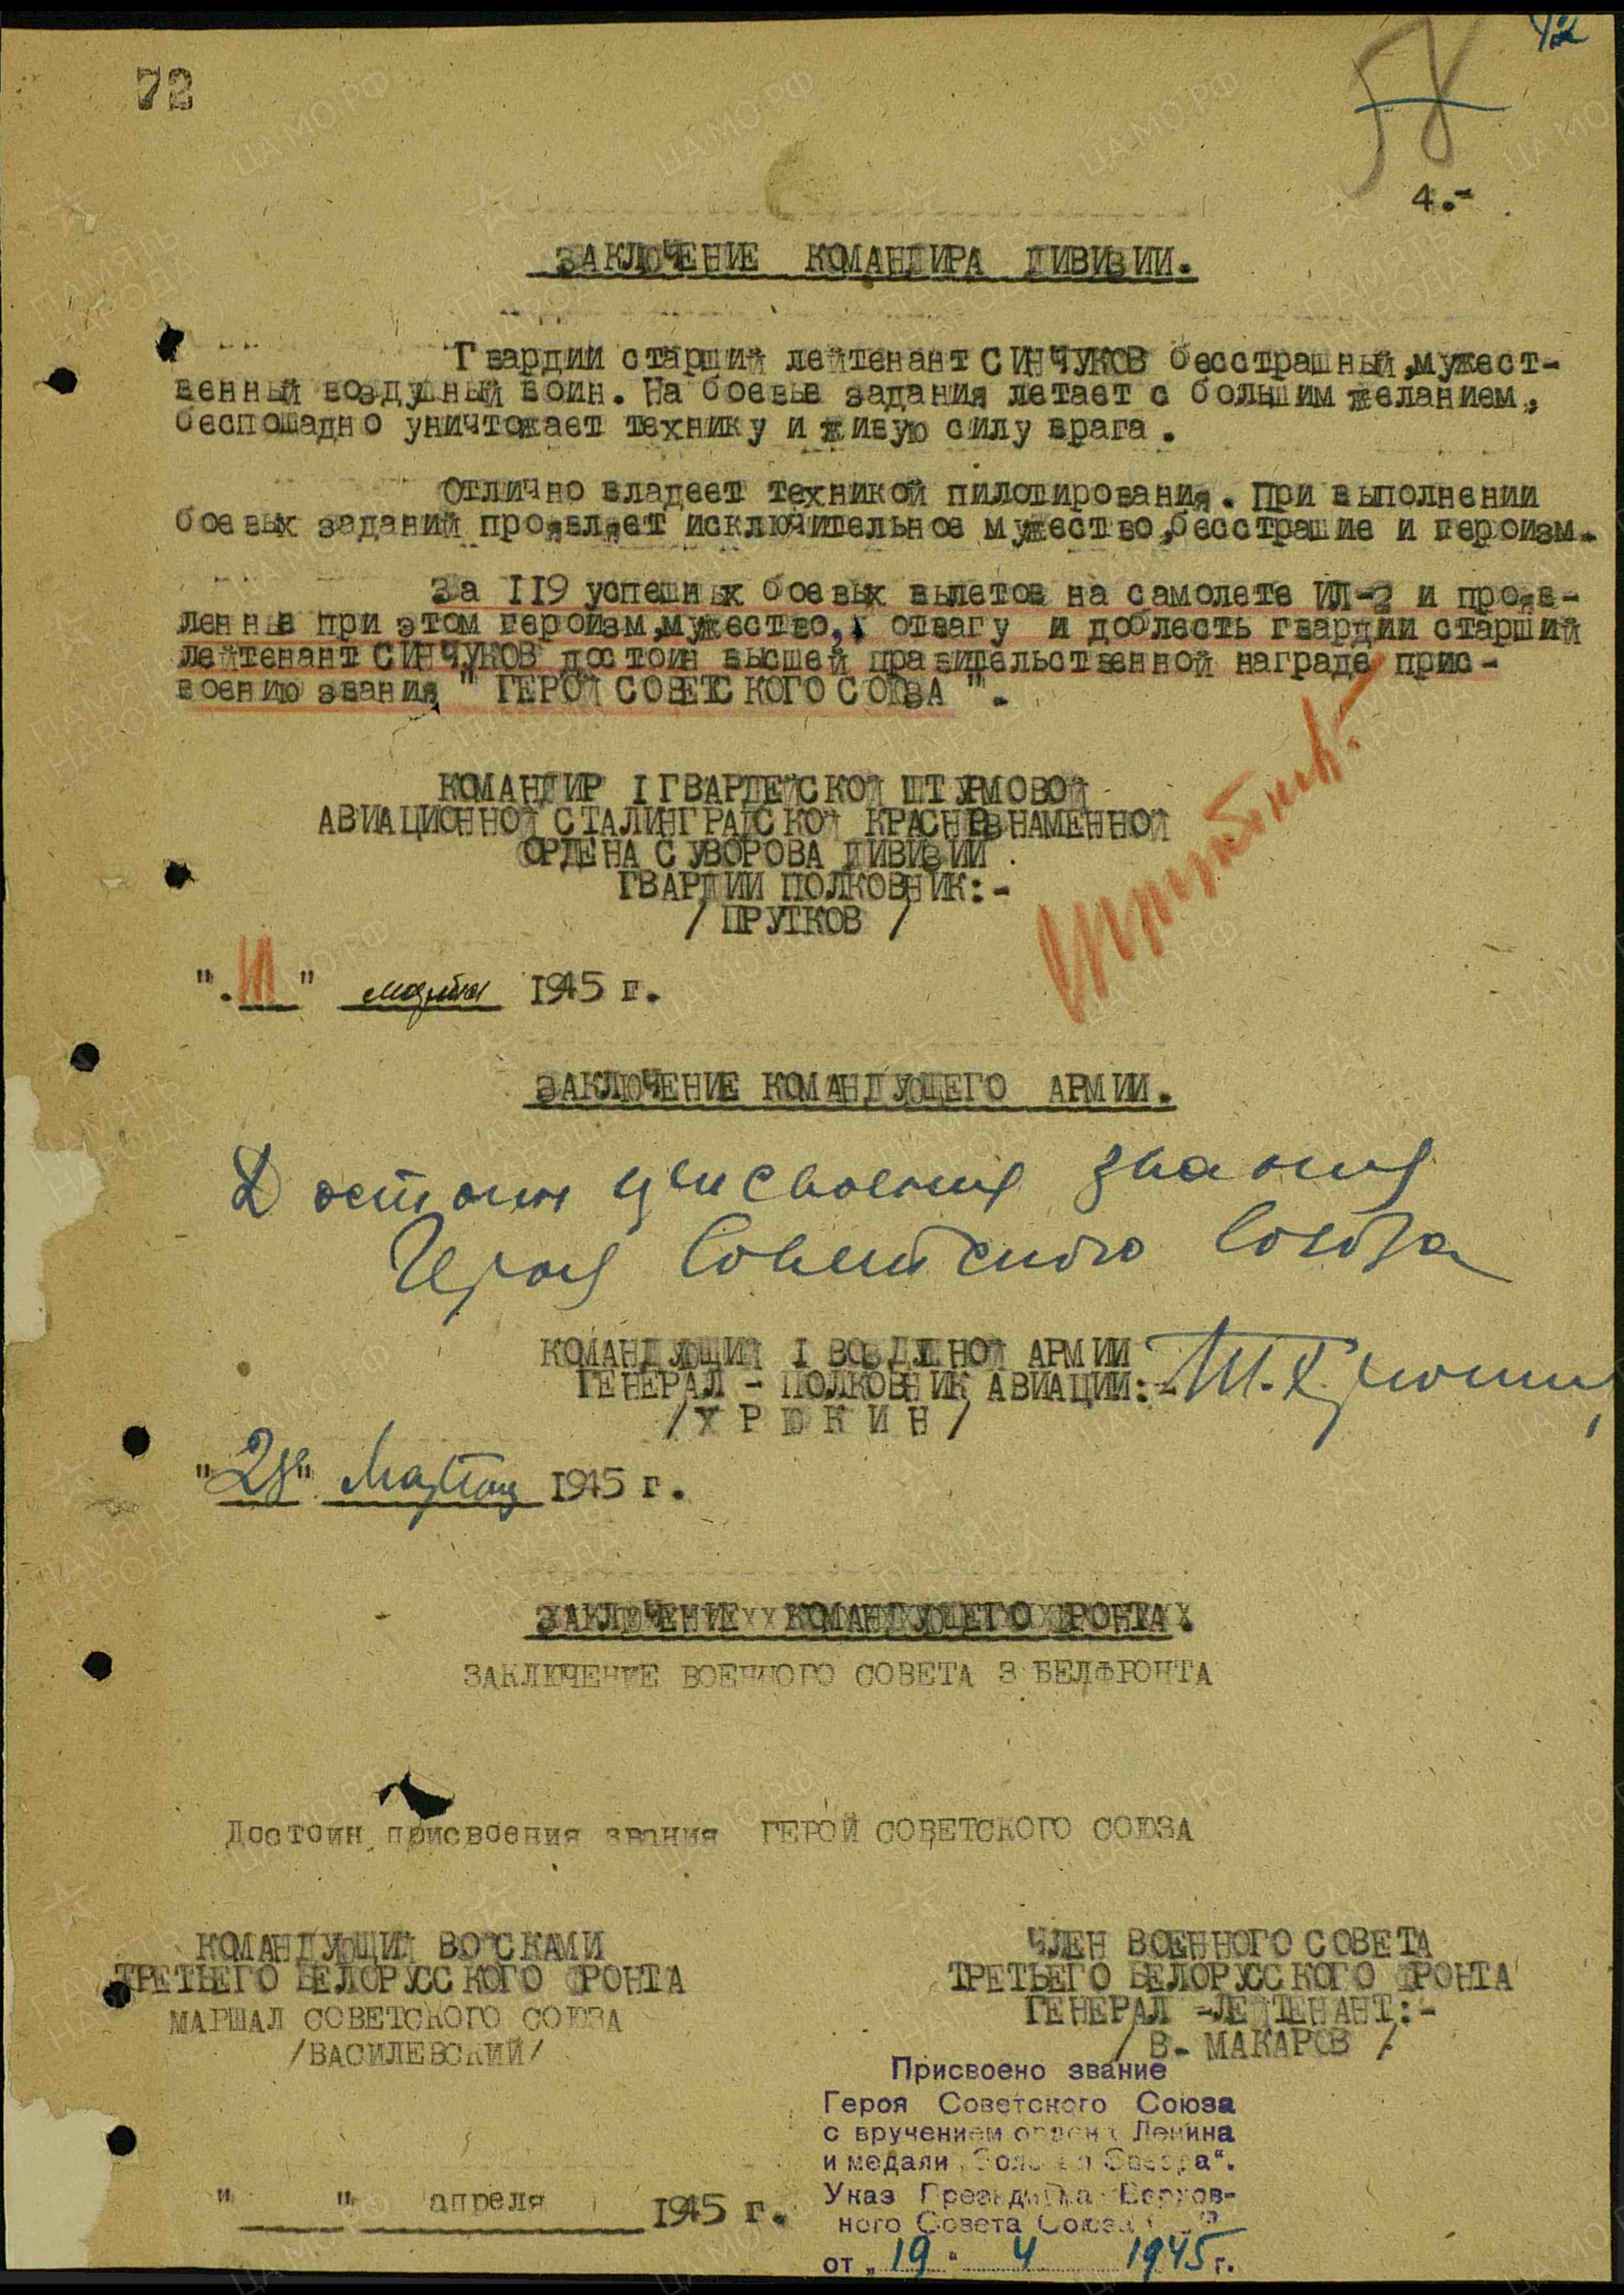 42
72
58
4.-
ЗАКЛЮЧЕНИЕ КОМАНДИРА ДИВИЗИИ.
Гвардии старший лейтенант СИНЧУКОВ бесстрашный, мужест-
венный воздушный воин. На боевые задания летает с большим желанием,
беспощадно уничтожает технику и живую силу врага.
Отлично владеет техникой пилотирования. При выполнении
боевых заданий проявляет исключительное мужество, бесстрашие и героизм.
За 119 успешных боевых вылетов на самолете ИЛ-2 и прояв-
ленные при этом героизм, мужество, отвагу и доблесть гвардии старший
лейтенант СИНЧУКОВ достоин высшей правительственной награде прис-
воению звания "ГЕРОЙ СОВЕТСКОГО СОЮЗА".
КОМАНДИР I ГВАРДЕЙСКОЙ ШТУРМОВОЙ
АВИАЦИОННОЙ СТАЛИНГРАДСКОЙ КРАСНОЗНАМЕННОЙ
ОРДЕНА СУВОРОВА ДИВИЗИИ
ГВАРДИИ ПОЛКОВНИК:-
/ ПРУТКОВ /
" " марта 1945 г.
ЗАКЛЮЧЕНИЕ КОМАНДУЮЩЕГО АРМИИ.
Достоин присвоения звания
Героя Советского Союза
КОМАНДУЮЩИЙ I ВОЗДУШНОЙ АРМИИ
ГЕНЕРАЛ - ПОЛКОВНИК АВИАЦИИ:- Т. Хрюкин
/ Х Р Ю К И Н /
"28" Марта 1945 г.
ЗАКЛЮЧЕНИЕ КОМАНДУЮЩЕГО ФРОНТА.
ЗАКЛЮЧЕНИЕ ВОЕННОГО СОВЕТА 3 БЕЛФРОНТА
Достоин присвоения звания ГЕРОЙ СОВЕТСКОГО СОЮЗА
КОМАНДУЮЩИЙ ВОЙСКАМИ
ТРЕТЬЕГО БЕЛОРУССКОГО ФРОНТА
МАРШАЛ СОВЕТСКОГО СОЮЗА
/ВАСИЛЕВСКИЙ/
ЧЛЕН ВОЕННОГО СОВЕТА
ТРЕТЬЕГО БЕЛОРУССКОГО ФРОНТА
ГЕНЕРАЛ -ЛЕЙТЕНАНТ:-
/ В. МАКАРОВ /
Присвоено звание
Героя Советского Союза
с вручением ордена Ленина
и медали „Золотая Звезда“.
Указ Президиума Верхов-
ного Совета Союза
от „19“ 4 1945 г.
" " апреля 1945 г.